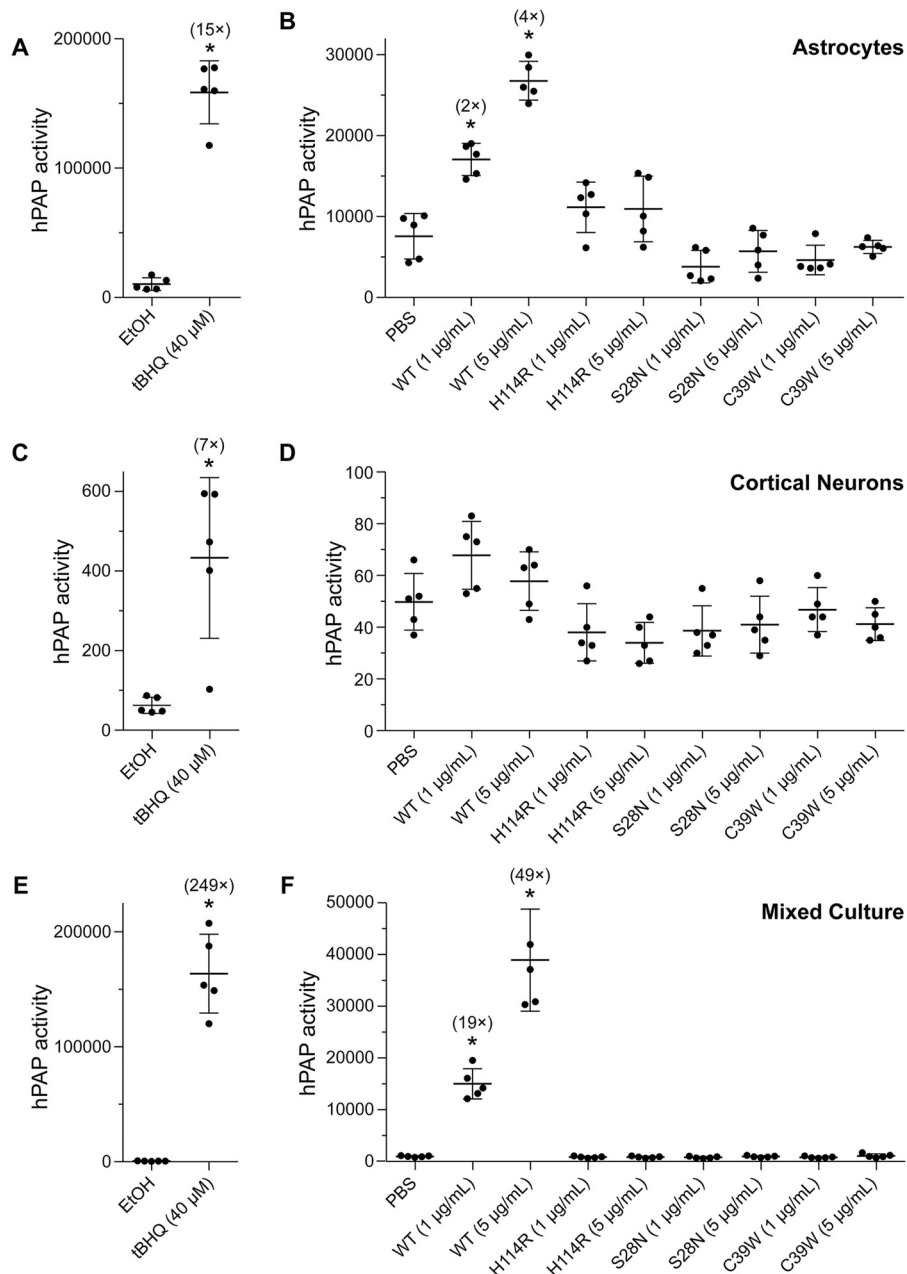 A
(15×)
*
200000
100000
0
hPAP activity
EtOH
tBHQ (40 µM)
B
Astrocytes
(4×)
*
(2×)
*
30000
20000
10000
0
hPAP activity
PBS
WT (1 µg/mL)
WT (5 µg/mL)
H114R (1 µg/mL)
H114R (5 µg/mL)
S28N (1 µg/mL)
S28N (5 µg/mL)
C39W (1 µg/mL)
C39W (5 µg/mL)
C
(7×)
*
600
400
200
0
hPAP activity
EtOH
tBHQ (40 µM)
D
Cortical Neurons
100
80
60
40
20
0
hPAP activity
PBS
WT (1 µg/mL)
WT (5 µg/mL)
H114R (1 µg/mL)
H114R (5 µg/mL)
S28N (1 µg/mL)
S28N (5 µg/mL)
C39W (1 µg/mL)
C39W (5 µg/mL)
E
(249×)
*
200000
100000
0
hPAP activity
EtOH
tBHQ (40 µM)
F
Mixed Culture
(49×)
*
(19×)
*
50000
40000
30000
20000
10000
0
hPAP activity
PBS
WT (1 µg/mL)
WT (5 µg/mL)
H114R (1 µg/mL)
H114R (5 µg/mL)
S28N (1 µg/mL)
S28N (5 µg/mL)
C39W (1 µg/mL)
C39W (5 µg/mL)